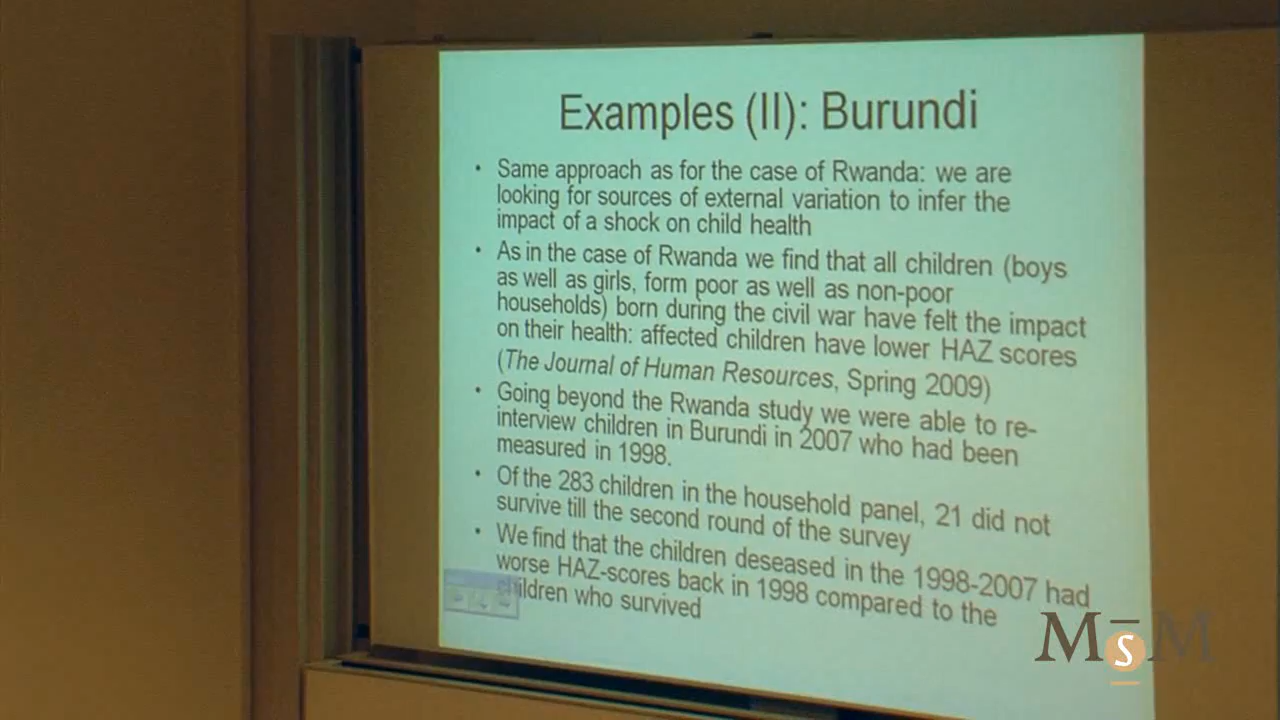 Examples (II): Burundi
• Same approach as for the case of Rwanda: we are
looking for sources of external variation to infer the
impact of a shock on child health
• As in the case of Rwanda we find that all children (boys
as well as girls, form poor as well as non-poor
households) born during the civil war have felt the impact
on their health: affected children have lower HAZ scores
(The Journal of Human Resources, Spring 2009)
• Going beyond the Rwanda study we were able to re-
interview children in Burundi in 2007 who had been
measured in 1998.
• Of the 283 children in the household panel, 21 did not
survive till the second round of the survey
• We find that the children deseased in the 1998-2007 had
worse HAZ-scores back in 1998 compared to the
children who survived
MsM